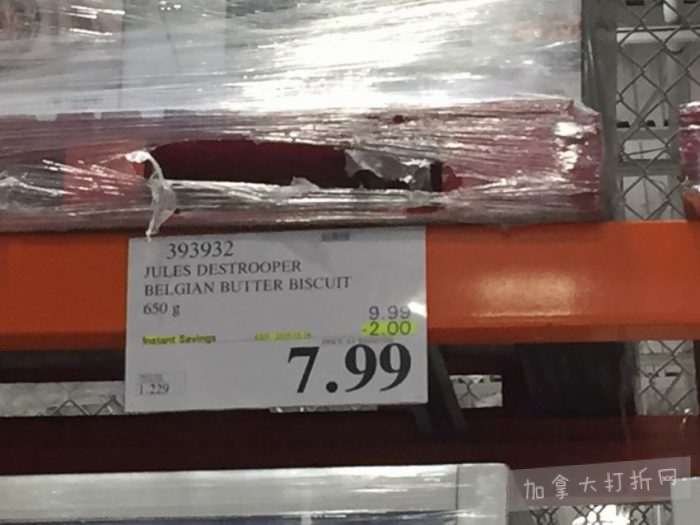 393932
JULES DESTROOPER
BELGIAN BUTTER BISCUIT
650 g
9.99
Instant Savings
-2.00
7.99
1.229
加拿大打折网